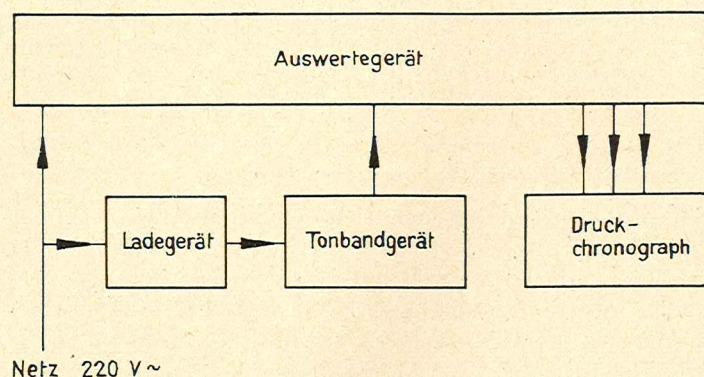 Auswertegerät
Ladegerät
Tonbandgerät
Druck-
chronograph
Netz 220 V~